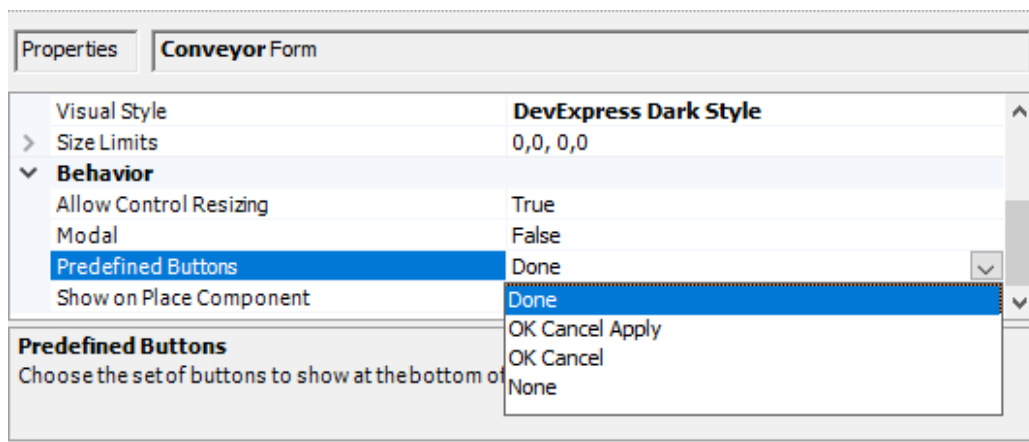 Properties Conveyor Form
Visual Style DevExpress Dark Style
Size Limits 0,0, 0,0
Behavior
Allow Control Resizing True
Modal False
Predefined Buttons Done
Show on Place Component
Done
OK Cancel Apply
OK Cancel
None
Predefined Buttons
Choose the set of buttons to show at the bottom of